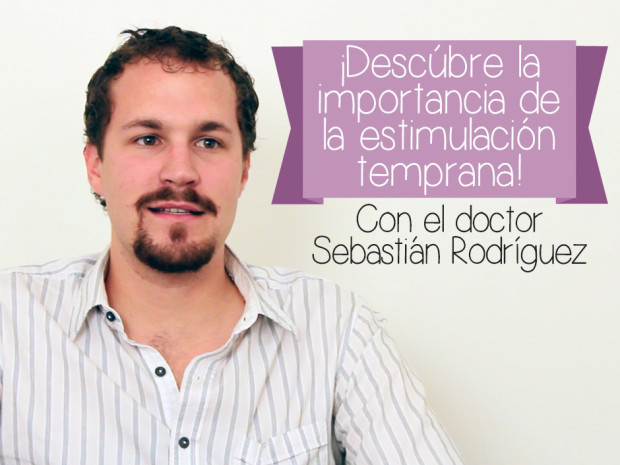 ¡Descúbre la
importancia de
la estimulación
temprana!
Con el doctor
Sebastián Rodríguez